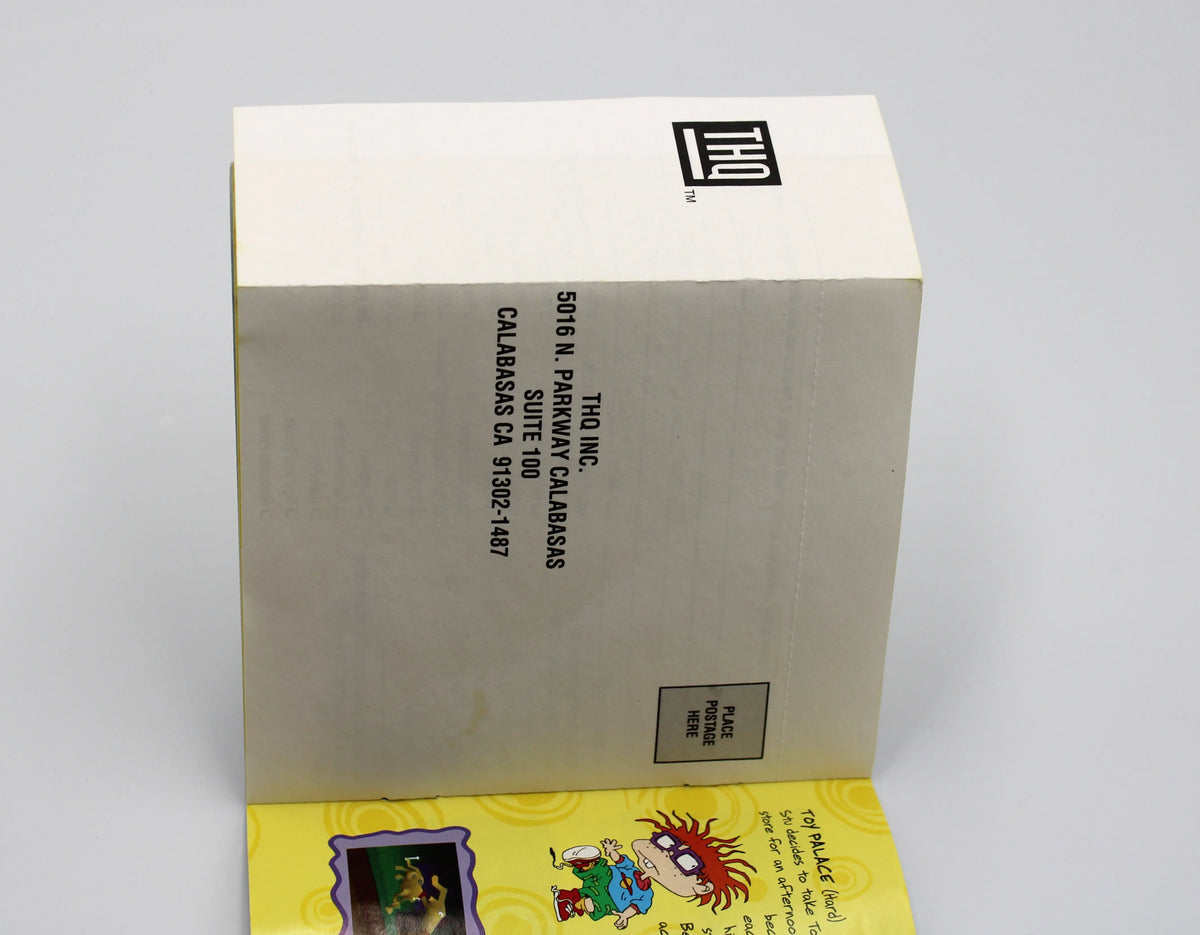 THQ
TM
THQ INC.
5016 N. PARKWAY CALABASAS
SUITE 100
CALABASAS CA 91302-1487
PLACE
POSTAGE
HERE
TOY PALACE (Hard)
Stu decides to take
store for an afternoo